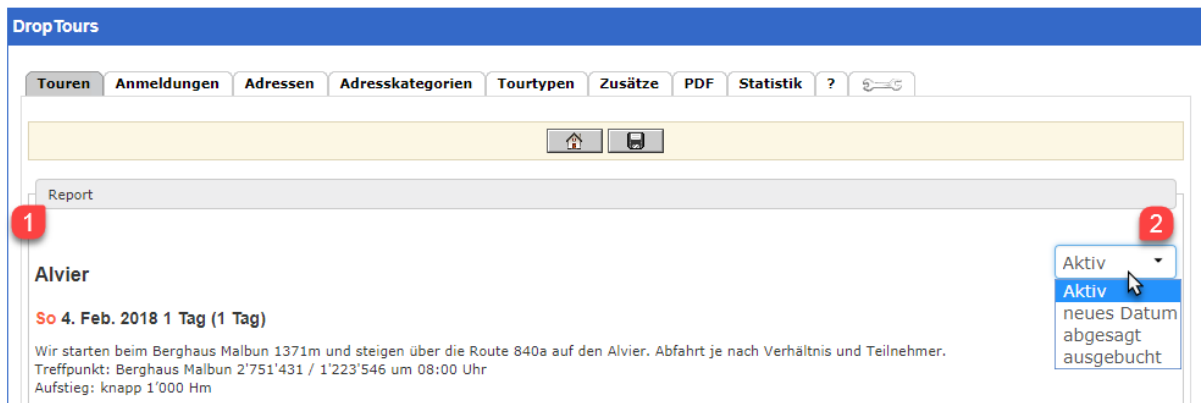 DropTours
Touren Anmeldungen Adressen Adresskategorien Tourtypen Zusätze PDF Statistik ?
Report
1
2
Aktiv
Alvier
Aktiv
So 4. Feb. 2018 1 Tag (1 Tag)
neues Datum
abgesagt
ausgebucht
Wir starten beim Berghaus Malbun 1371m und steigen über die Route 840a auf den Alvier. Abfahrt je nach Verhältnis und Teilnehmer.
Treffpunkt: Berghaus Malbun 2'751'431 / 1'223'546 um 08:00 Uhr
Aufstieg: knapp 1’000 Hm